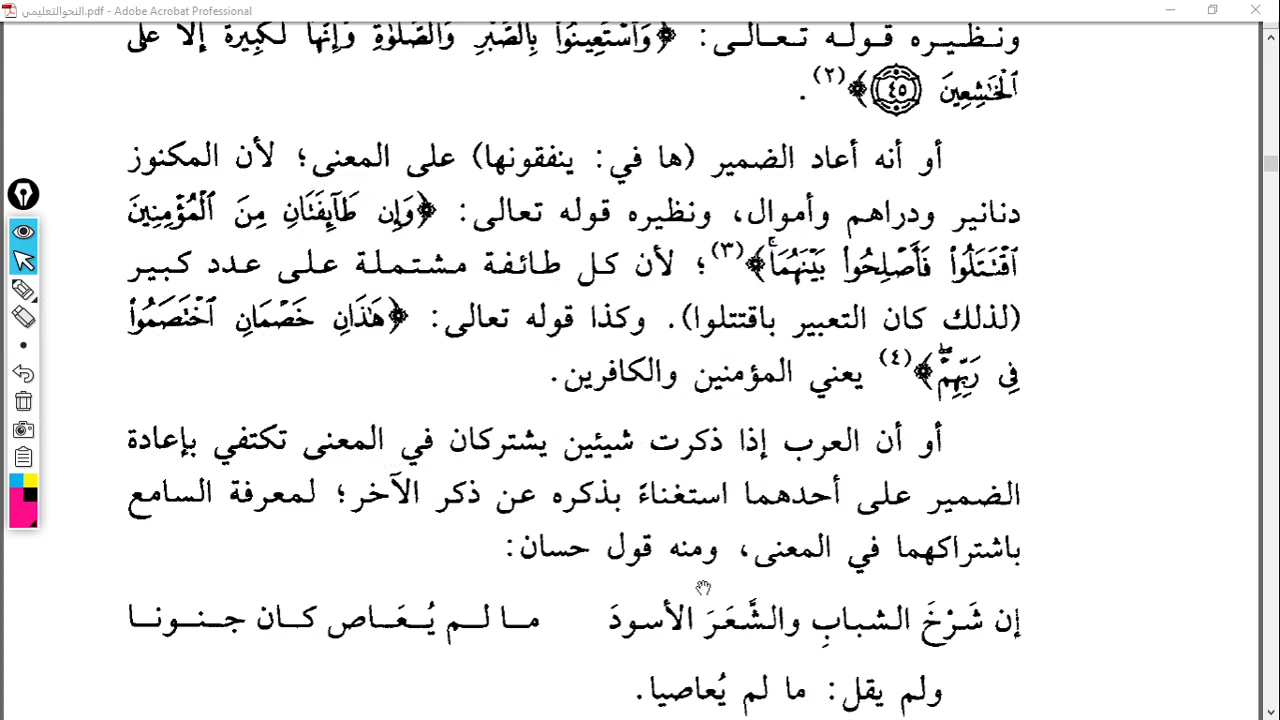 النحوالتعليمي.pdf - Adobe Acrobat Professional
ونظيره قوله تعالى: ﴿وَٱسْتَعِينُوا۟ بِٱلصَّبْرِ وَٱلصَّلَوٰةِ وَإِنَّهَا لَكَبِيرَةٌ إِلَّا عَلَى
ٱلْخَـٰشِعِينَ ٤٥﴾(٢).
أو أنه أعاد الضمير (ها في: ينفقونها) على المعنى؛ لأن المكنوز
دنانير ودراهم وأموال، ونظيره قوله تعالى: ﴿وَإِن طَآئِفَتَانِ مِنَ ٱلْمُؤْمِنِينَ
ٱقْتَتَلُوا۟ فَأَصْلِحُوا۟ بَيْنَهُمَا ۖ﴾(٣)؛ لأن كل طائفة مشتملة على عدد كبير
(لذلك كان التعبير باقتتلوا). وكذا قوله تعالى: ﴿هَـٰذَانِ خَصْمَانِ ٱخْتَصَمُوا۟
فِى رَبِّهِمْ ۖ﴾(٤) يعني المؤمنين والكافرين.
أو أن العرب إذا ذكرت شيئين يشتركان في المعنى تكتفي بإعادة
الضمير على أحدهما استغناءً بذكره عن ذكر الآخر؛ لمعرفة السامع
باشتراكهما في المعنى، ومنه قول حسان:
إن شَرْخَ الشبابِ والشَّعَرَ الأسودَ ما لم يُعَاص كان جنونا
ولم يقل: ما لم يُعاصيا.